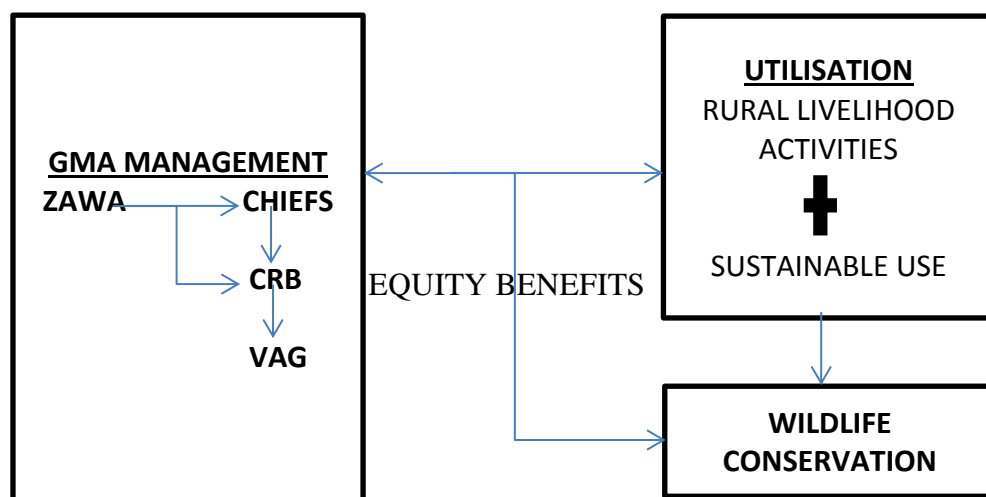 GMA MANAGEMENT
ZAWA CHIEFS
CRB
VAG
EQUITY BENEFITS
UTILISATION
RURAL LIVELIHOOD
ACTIVITIES
SUSTAINABLE USE
WILDLIFE
CONSERVATION